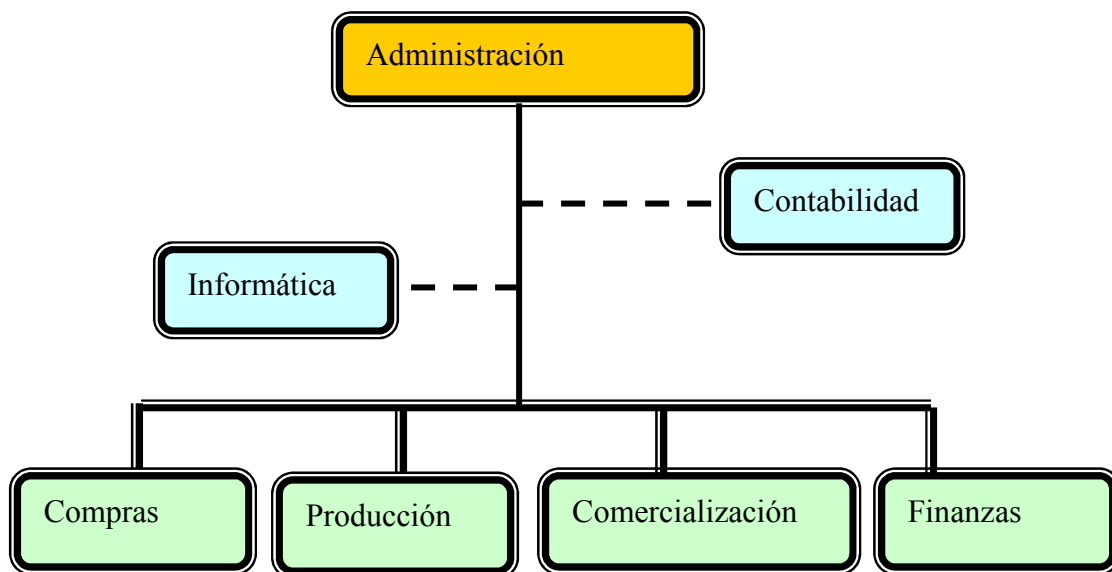 Administración
Contabilidad
Informática
Compras
Producción
Comercialización
Finanzas